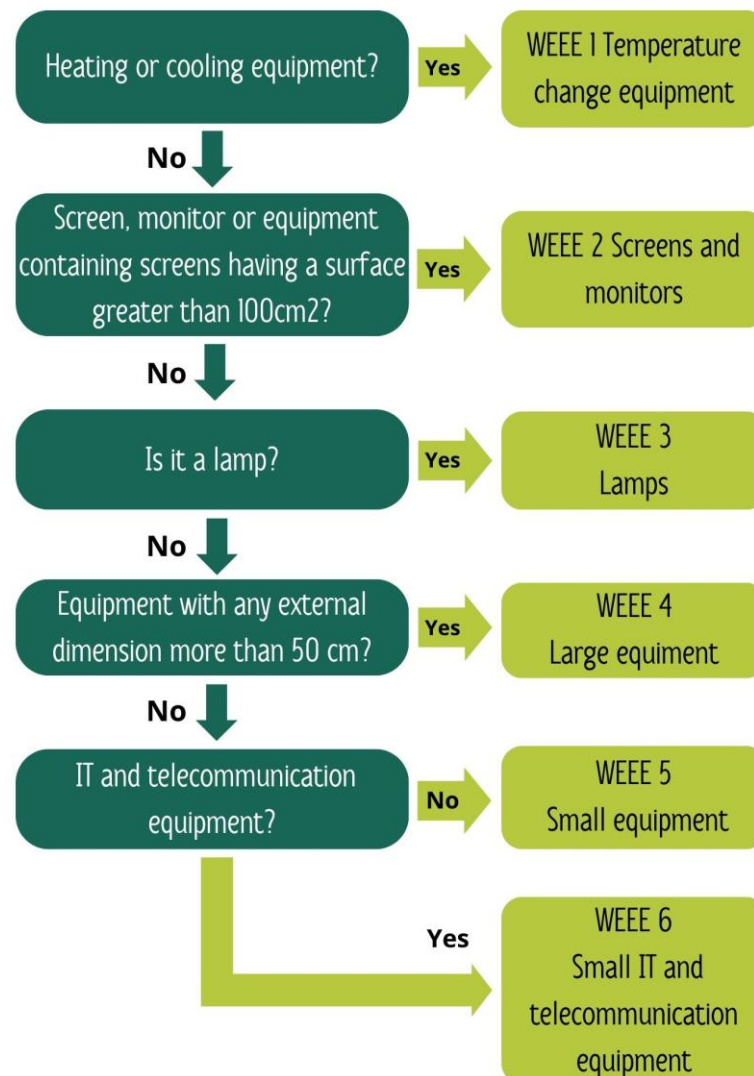 Heating or cooling equipment?
Yes
WEEE 1 Temperature
change equipment
No
Screen, monitor or equipment
containing screens having a surface
greater than 100cm2?
Yes
WEEE 2 Screens and
monitors
No
Is it a lamp?
Yes
WEEE 3
Lamps
No
Equipment with any external
dimension more than 50 cm?
Yes
WEEE 4
Large equiment
No
IT and telecommunication
equipment?
No
WEEE 5
Small equipment
Yes
WEEE 6
Small IT and
telecommunication
equipment